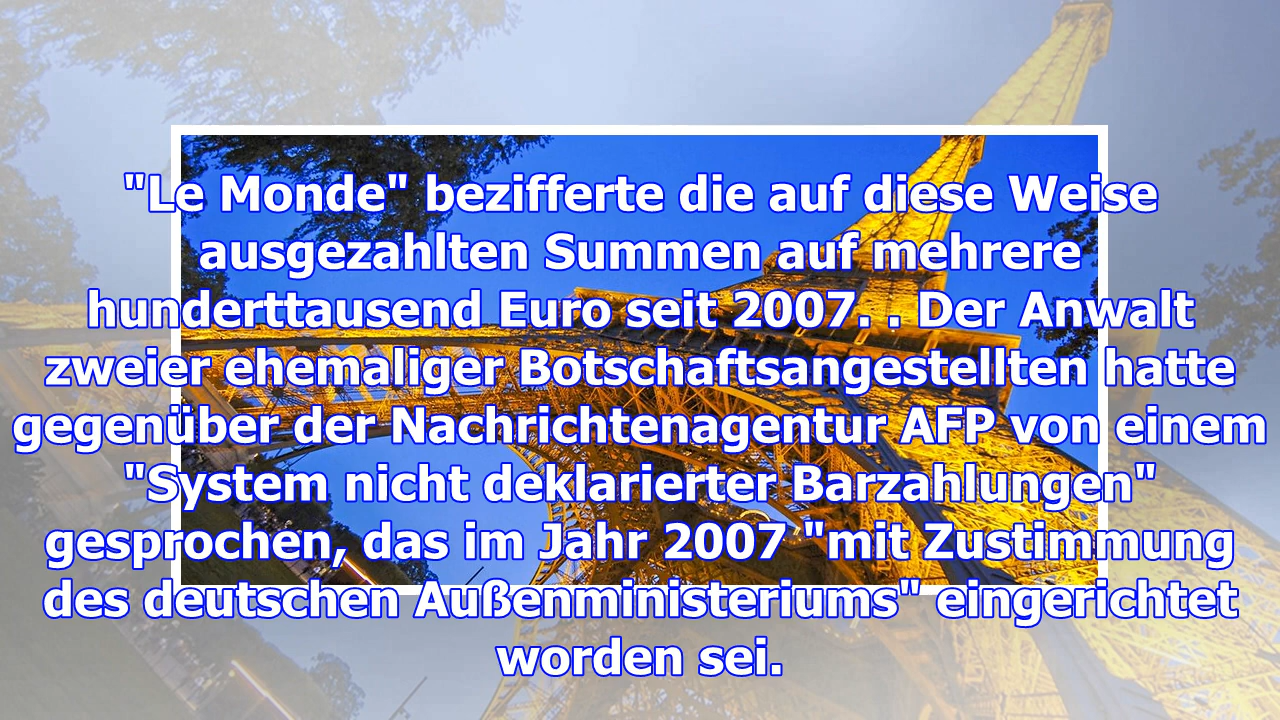 "Le Monde" bezifferte die auf diese Weise
ausgezahlten Summen auf mehrere
hunderttausend Euro seit 2007. . Der Anwalt
zweier ehemaliger Botschaftsangestellten hatte
gegenüber der Nachrichtenagentur AFP von einem
"System nicht deklarierter Barzahlungen"
gesprochen, das im Jahr 2007 "mit Zustimmung
des deutschen Außenministeriums" eingerichtet
worden sei.